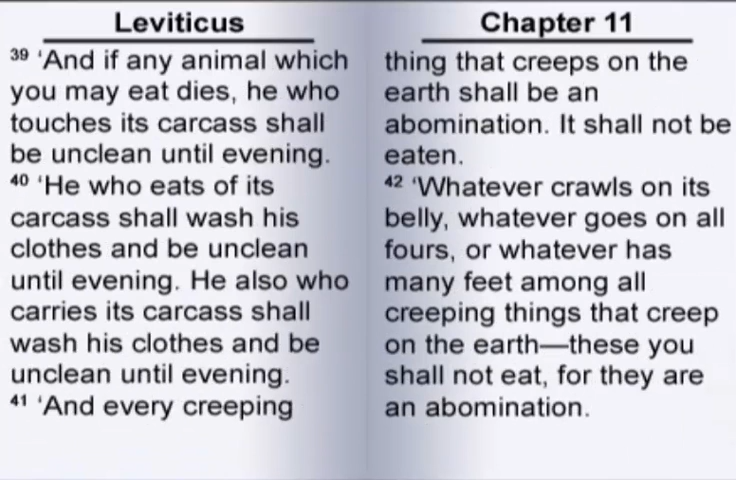 Leviticus
³⁹ ‘And if any animal which
you may eat dies, he who
touches its carcass shall
be unclean until evening.
⁴⁰ ‘He who eats of its
carcass shall wash his
clothes and be unclean
until evening. He also who
carries its carcass shall
wash his clothes and be
unclean until evening.
⁴¹ ‘And every creeping
Chapter 11
thing that creeps on the
earth shall be an
abomination. It shall not be
eaten.
⁴² ‘Whatever crawls on its
belly, whatever goes on all
fours, or whatever has
many feet among all
creeping things that creep
on the earth—these you
shall not eat, for they are
an abomination.